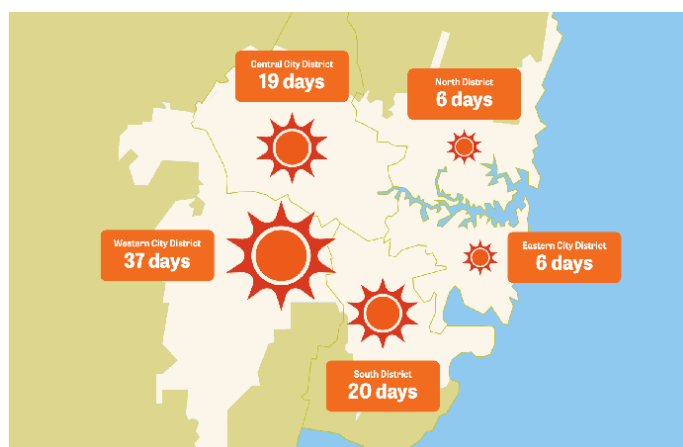 Central City District
19 days
North District
6 days
Western City District
37 days
Eastern City District
6 days
South District
20 days